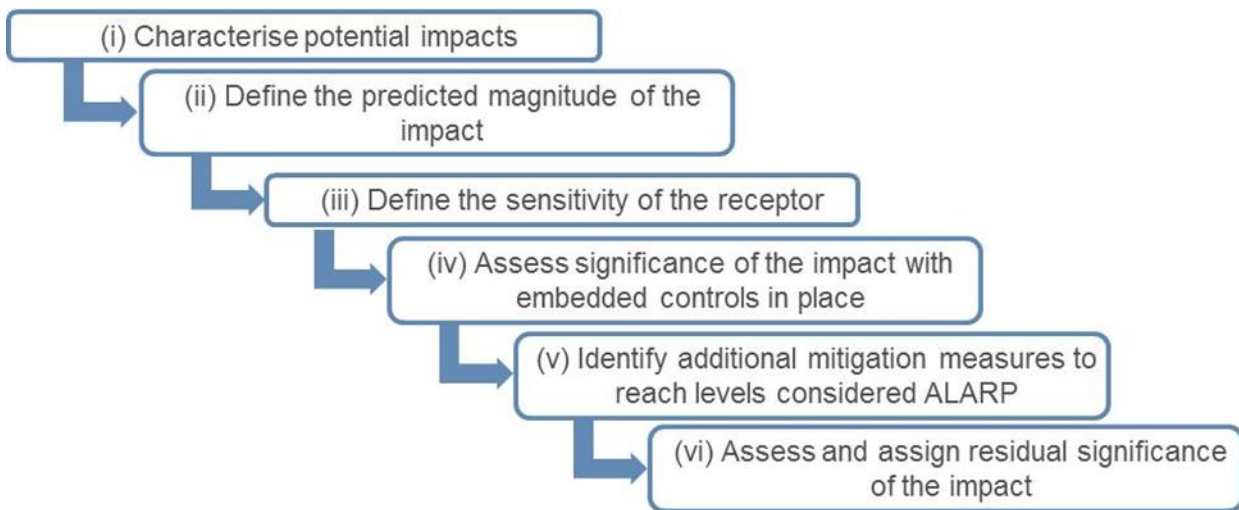 (i) Characterise potential impacts
(ii) Define the predicted magnitude of the
impact
(iii) Define the sensitivity of the receptor
(iv) Assess significance of the impact with
embedded controls in place
(v) Identify additional mitigation measures to
reach levels considered ALARP
(vi) Assess and assign residual significance
of the impact